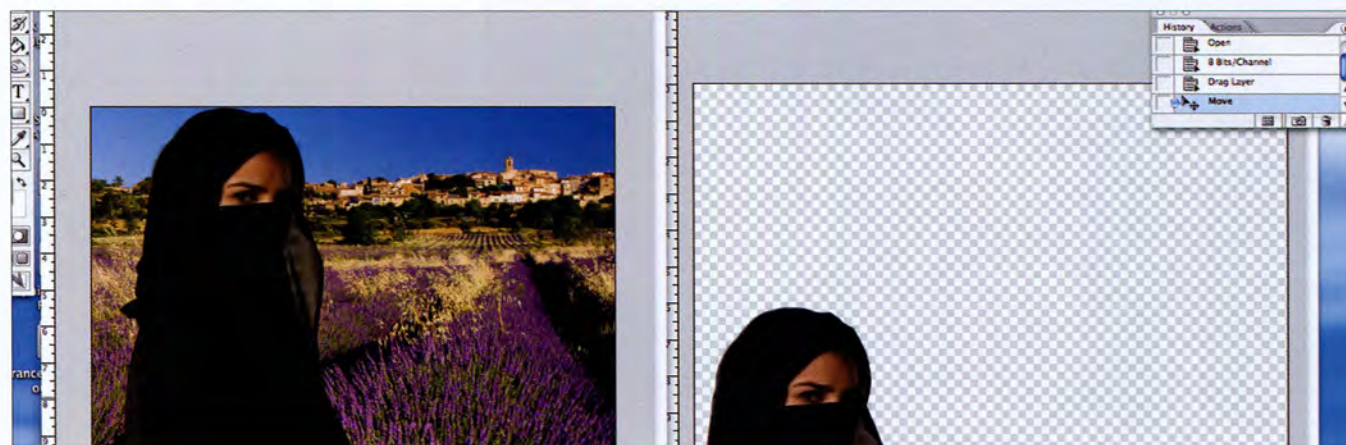 History
Actions
Open
8 Bits/Channel
Drag Layer
Move
T
rance